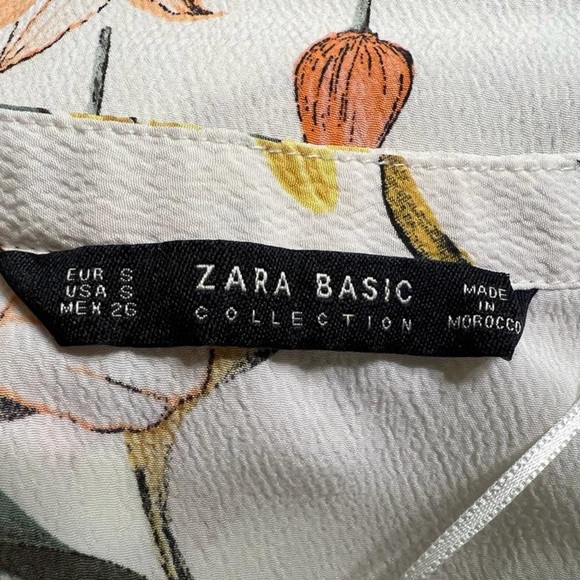 EUR S
USA S
MEX 26
ZARA BASIC
COLLECTION
MADE
IN
MOROCCO